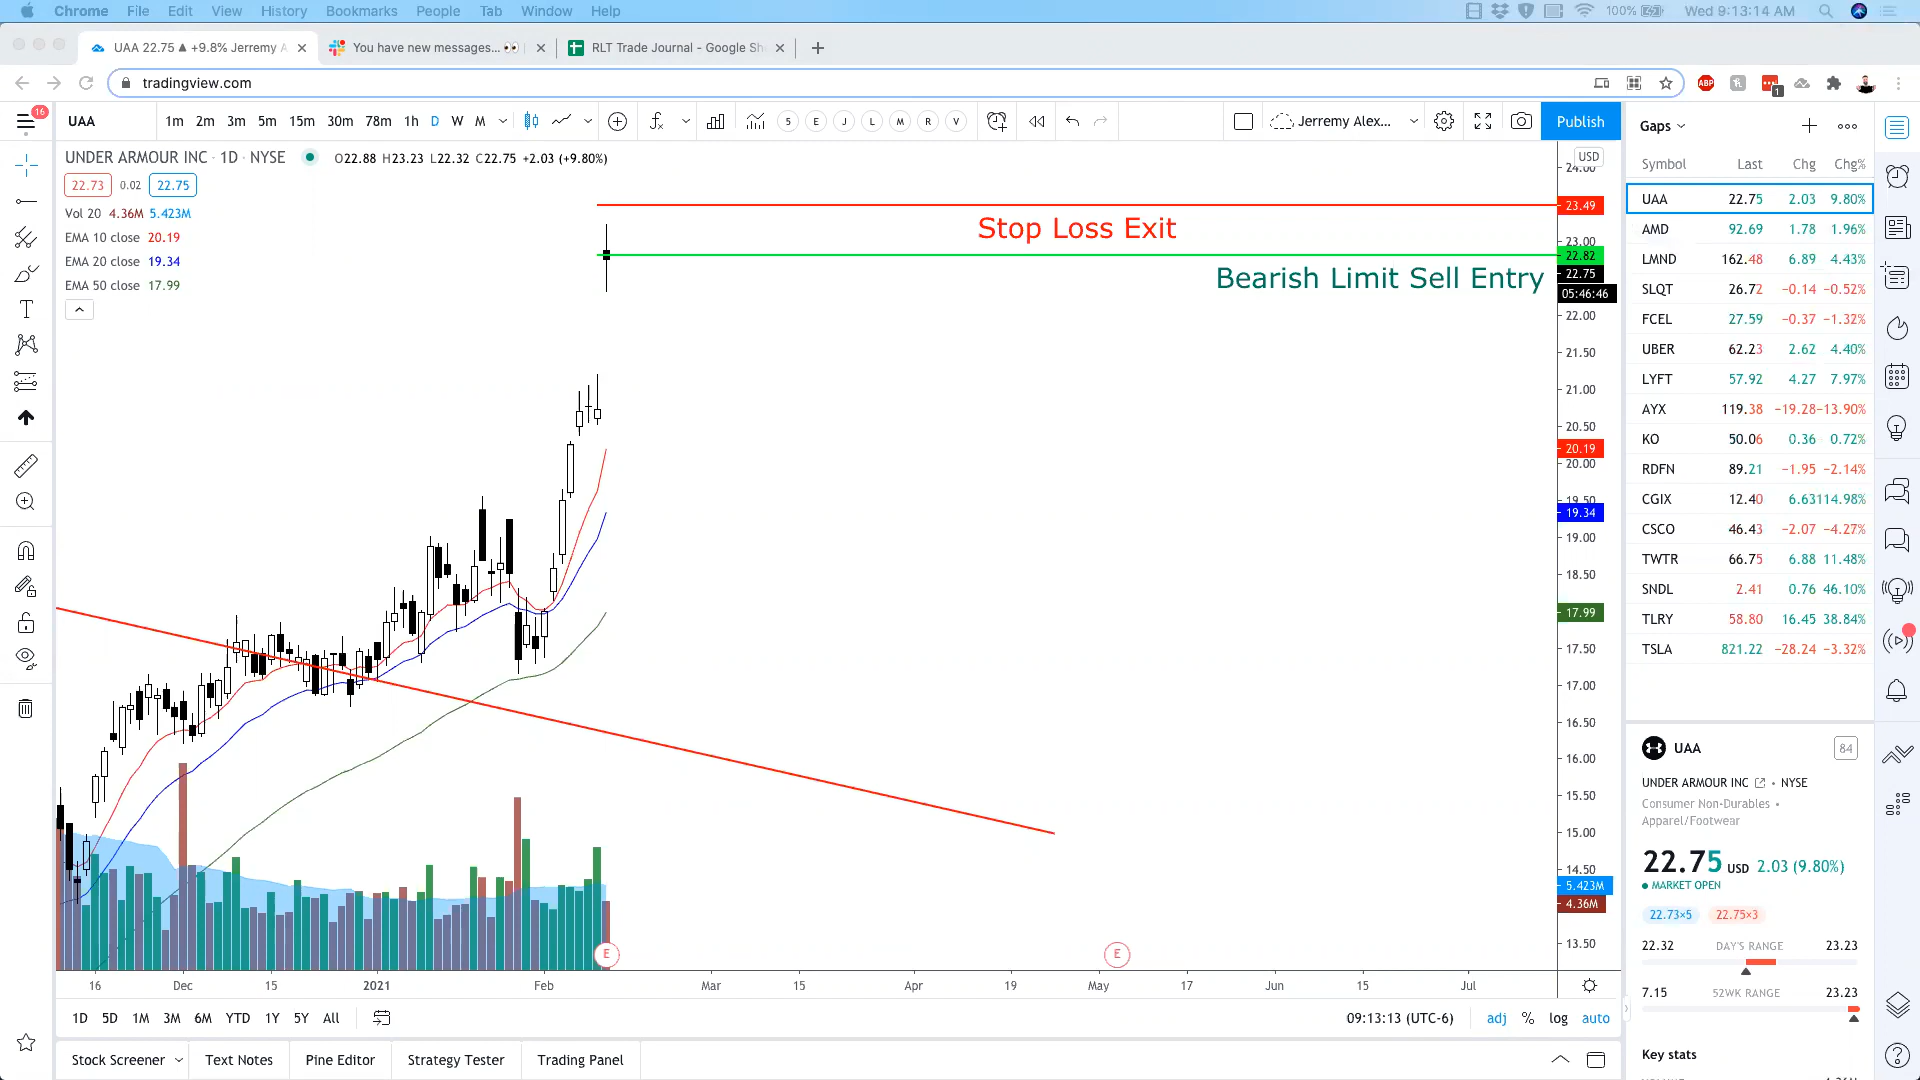 Chrome File Edit View History Bookmarks People Tab Window Help 100% Wed 9:13:14 AM
UAA 22.75 ▲ +9.8% Jerremy A You have new messages... 👀 RLT Trade Journal - Google Sh
tradingview.com ABP 1
16 UAA 1m 2m 3m 5m 15m 30m 78m 1h D W M S E J L M R V Jerremy Alex... Publish
UNDER ARMOUR INC · 1D · NYSE O22.88 H23.23 L22.32 C22.75 +2.03 (+9.80%)
22.73 0.02 22.75
Vol 20 4.36M 5.423M
EMA 10 close 20.19
EMA 20 close 19.34
EMA 50 close 17.99
Stop Loss Exit
Bearish Limit Sell Entry
USD
24.00
23.49
23.00
22.82
22.75
05:46:46
22.00
21.50
21.00
20.50
20.19
20.00
19.50
19.34
19.00
18.50
17.99
17.50
17.00
16.50
16.00
15.50
15.00
14.50
5.423M
4.36M
13.50
E E
16 Dec 15 2021 Feb Mar 15 Apr 19 May 17 Jun 15 Jul
1D 5D 1M 3M 6M YTD 1Y 5Y All 09:13:13 (UTC-6) adj % log auto
Stock Screener Text Notes Pine Editor Strategy Tester Trading Panel
Gaps
Symbol Last Chg Chg%
UAA 22.75 2.03 9.80%
AMD 92.69 1.78 1.96%
LMND 162.48 6.89 4.43%
SLQT 26.72 −0.14 −0.52%
FCEL 27.59 −0.37 −1.32%
UBER 62.23 2.62 4.40%
LYFT 57.92 4.27 7.97%
AYX 119.38 −19.28 −13.90%
KO 50.06 0.36 0.72%
RDFN 89.21 −1.95 −2.14%
CGIX 12.40 6.63 114.98%
CSCO 46.43 −2.07 −4.27%
TWTR 66.75 6.88 11.48%
SNDL 2.41 0.76 46.10%
TLRY 58.80 16.45 38.84%
TSLA 821.22 −28.24 −3.32%
UAA 84
UNDER ARMOUR INC • NYSE
Consumer Non-Durables •
Apparel/Footwear
22.75 USD 2.03 (9.80%)
MARKET OPEN
22.73×5 22.75×3
22.32 DAY'S RANGE 23.23
7.15 52WK RANGE 23.23
Key stats